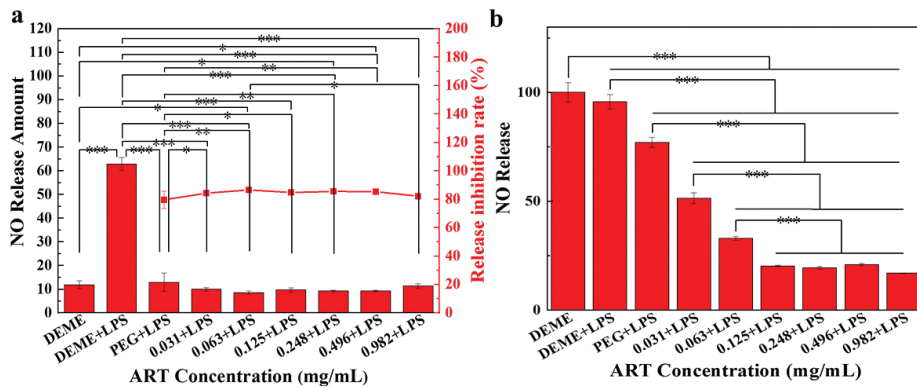 a
NO Release Amount
120
110
100
90
80
70
60
50
40
30
20
10
0
***
*
***
*
**
***
*
**
***
*
*
***
**
***
***
***
*
200
180
160
140
120
100
80
60
40
20
0
Release inhibition rate (%)
DEME
DEME+LPS
PEG+LPS
0.031+LPS
0.063+LPS
0.125+LPS
0.248+LPS
0.496+LPS
0.982+LPS
ART Concentration (mg/mL)
b
NO Release
100
50
0
***
***
***
***
***
DEME
DEME+LPS
PEG+LPS
0.031+LPS
0.063+LPS
0.125+LPS
0.248+LPS
0.496+LPS
0.982+LPS
ART Concentration (mg/mL)